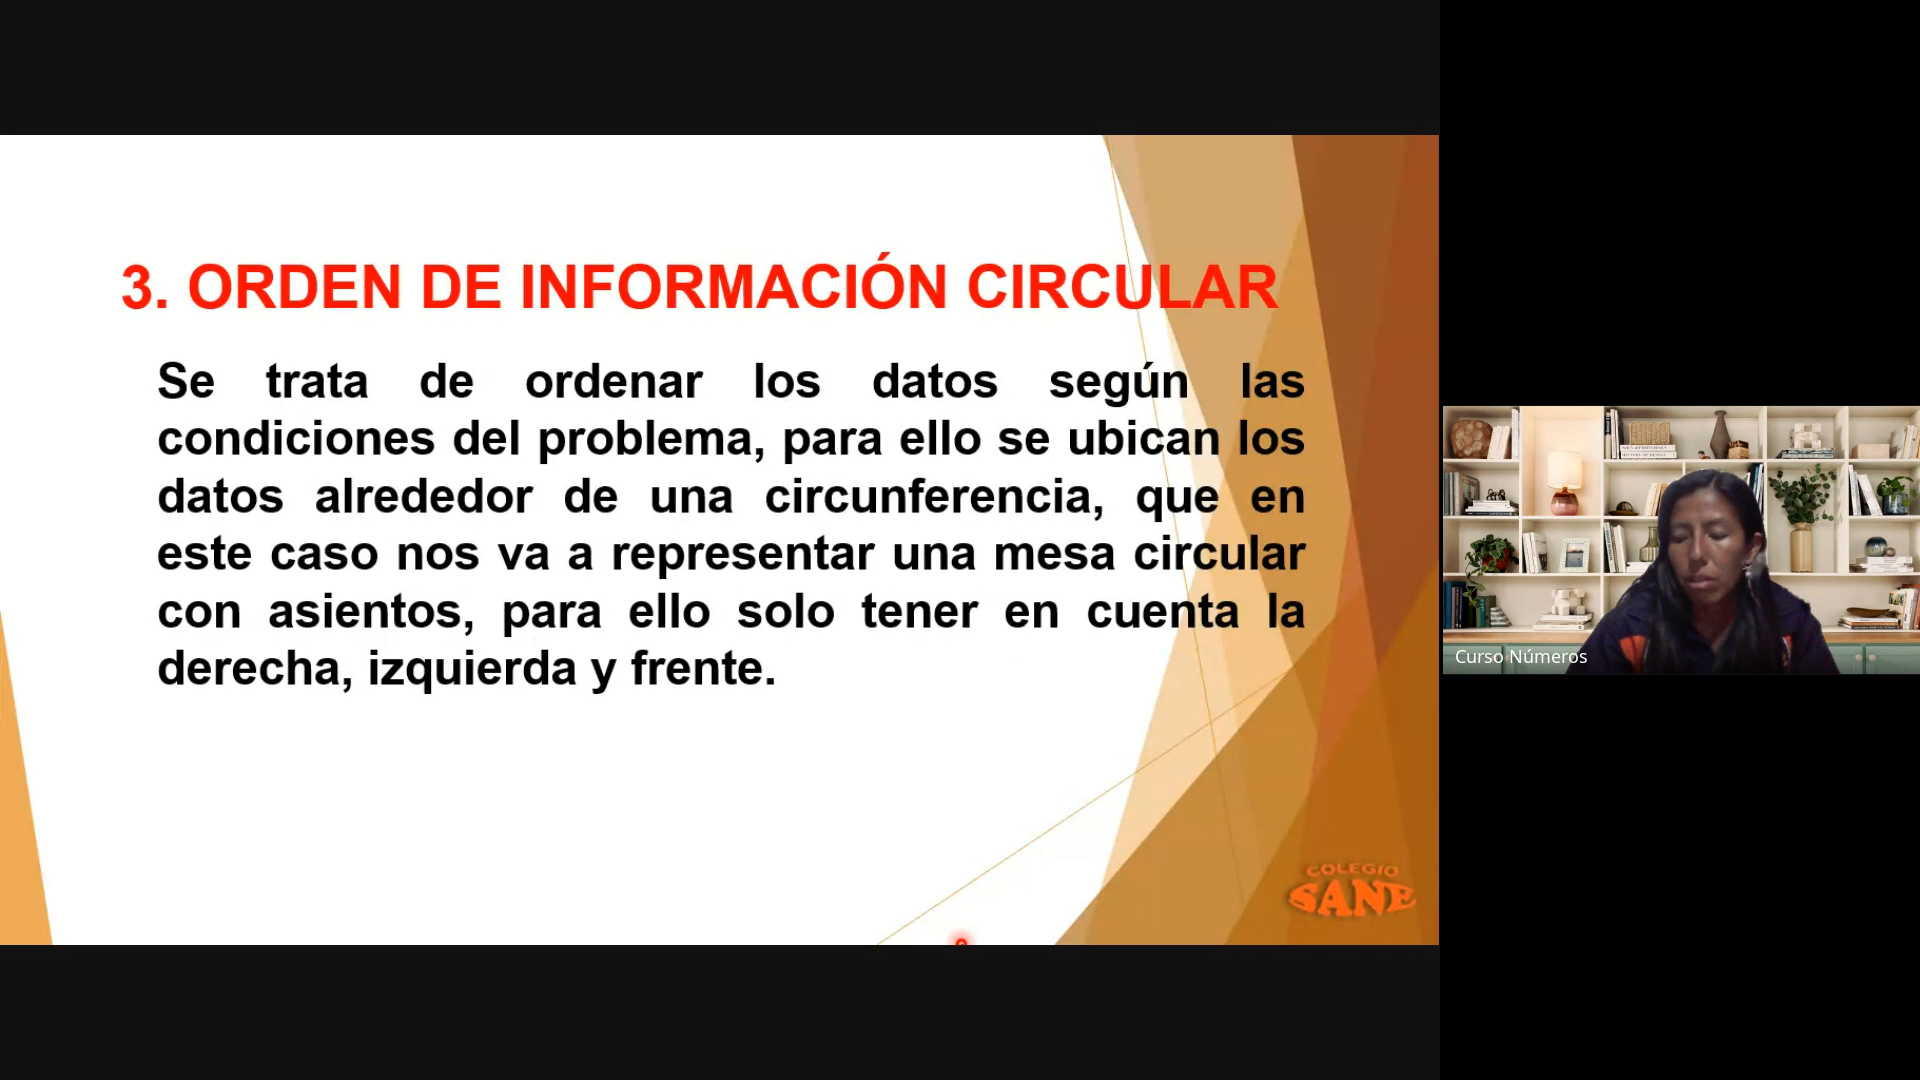 3. ORDEN DE INFORMACIÓN CIRCULAR
Se trata de ordenar los datos según las
condiciones del problema, para ello se ubican los
datos alrededor de una circunferencia, que en
este caso nos va a representar una mesa circular
con asientos, para ello solo tener en cuenta la
derecha, izquierda y frente.
COLEGIO
SANE
Curso Números